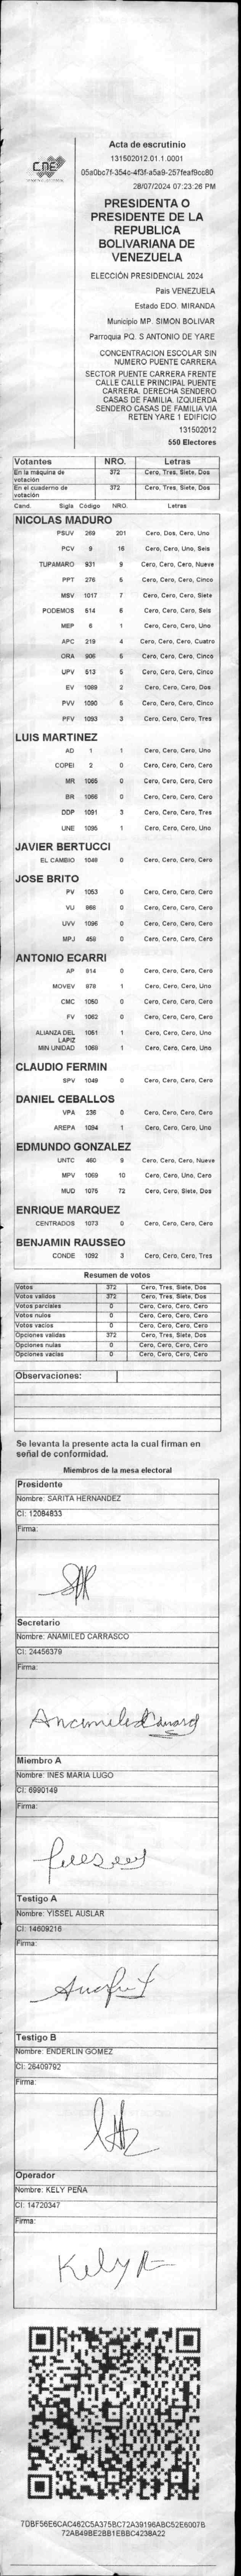 CNE
Acta de escrutinio
131502012.01.1.0001
05a0bc7f-354c-4f3f-a5a9-257feaf9cc80
28/07/2024 07:23:26 PM
PRESIDENTA O
PRESIDENTE DE LA
REPUBLICA
BOLIVARIANA DE
VENEZUELA
ELECCIÓN PRESIDENCIAL 2024
Pais VENEZUELA
Estado EDO. MIRANDA
Municipio MP. SIMON BOLIVAR
Parroquia PQ. S ANTONIO DE YARE
CONCENTRACION ESCOLAR SIN
NUMERO PUENTE CARRERA
SECTOR PUENTE CARRERA FRENTE
CALLE CALLE PRINCIPAL PUENTE
CARRERA. DERECHA SENDERO
CASAS DE FAMILIA. IZQUIERDA
SENDERO CASAS DE FAMILIA VIA
RETEN YARE 1 EDIFICIO
131502012
550 Electores
Votantes NRO. Letras
En la máquina de votación 372 Cero, Tres, Siete, Dos
En el cuaderno de votación 372 Cero, Tres, Siete, Dos
Cand. Sigla Código NRO. Letras
NICOLAS MADURO
PSUV 269 201 Cero, Dos, Cero, Uno
PCV 9 16 Cero, Cero, Uno, Seis
TUPAMARO 931 9 Cero, Cero, Cero, Nueve
PPT 276 5 Cero, Cero, Cero, Cinco
MSV 1017 7 Cero, Cero, Cero, Siete
PODEMOS 514 6 Cero, Cero, Cero, Seis
MEP 6 1 Cero, Cero, Cero, Uno
APC 219 4 Cero, Cero, Cero, Cuatro
ORA 906 5 Cero, Cero, Cero, Cinco
UPV 513 5 Cero, Cero, Cero, Cinco
EV 1089 2 Cero, Cero, Cero, Dos
PVV 1090 5 Cero, Cero, Cero, Cinco
PFV 1093 3 Cero, Cero, Cero, Tres
LUIS MARTINEZ
AD 1 1 Cero, Cero, Cero, Uno
COPEI 2 0 Cero, Cero, Cero, Cero
MR 1065 0 Cero, Cero, Cero, Cero
BR 1066 0 Cero, Cero, Cero, Cero
DDP 1091 3 Cero, Cero, Cero, Tres
UNE 1095 1 Cero, Cero, Cero, Uno
JAVIER BERTUCCI
EL CAMBIO 1048 0 Cero, Cero, Cero, Cero
JOSE BRITO
PV 1053 0 Cero, Cero, Cero, Cero
VU 968 0 Cero, Cero, Cero, Cero
UVV 1096 0 Cero, Cero, Cero, Cero
MPJ 459 0 Cero, Cero, Cero, Cero
ANTONIO ECARRI
AP 914 0 Cero, Cero, Cero, Cero
MOVEV 978 1 Cero, Cero, Cero, Uno
CMC 1050 0 Cero, Cero, Cero, Cero
FV 1062 0 Cero, Cero, Cero, Cero
ALIANZA DEL LAPIZ 1051 1 Cero, Cero, Cero, Uno
MIN UNIDAD 1068 1 Cero, Cero, Cero, Uno
CLAUDIO FERMIN
SPV 1049 0 Cero, Cero, Cero, Cero
DANIEL CEBALLOS
VPA 236 0 Cero, Cero, Cero, Cero
AREPA 1094 1 Cero, Cero, Cero, Uno
EDMUNDO GONZALEZ
UNTC 460 9 Cero, Cero, Cero, Nueve
MPV 1069 10 Cero, Cero, Uno, Cero
MUD 1075 72 Cero, Cero, Siete, Dos
ENRIQUE MARQUEZ
CENTRADOS 1073 0 Cero, Cero, Cero, Cero
BENJAMIN RAUSSEO
CONDE 1092 3 Cero, Cero, Cero, Tres
Resumen de votos
Votos 372 Cero, Tres, Siete, Dos
Votos validos 372 Cero, Tres, Siete, Dos
Votos parciales 0 Cero, Cero, Cero, Cero
Votos nulos 0 Cero, Cero, Cero, Cero
Votos vacios 0 Cero, Cero, Cero, Cero
Opciones validas 372 Cero, Tres, Siete, Dos
Opciones nulas 0 Cero, Cero, Cero, Cero
Opciones vacias 0 Cero, Cero, Cero, Cero
Observaciones:
Se levanta la presente acta la cual firman en
señal de conformidad.
Miembros de la mesa electoral
Presidente
Nombre: SARITA HERNANDEZ
CI: 12084833
Firma:
Secretario
Nombre: ANAMILED CARRASCO
CI: 24456379
Firma:
Miembro A
Nombre: INES MARIA LUGO
CI: 6990149
Firma:
Testigo A
Nombre: YISSEL AUSLAR
CI: 14609216
Firma:
Testigo B
Nombre: ENDERLIN GOMEZ
CI: 26409792
Firma:
Operador
Nombre: KELY PEÑA
CI: 14720347
Firma:
7DBF56E6CAC462C5A375BC72A39196ABC52E6007B
72AB49BE2BB1EBBC4238A22